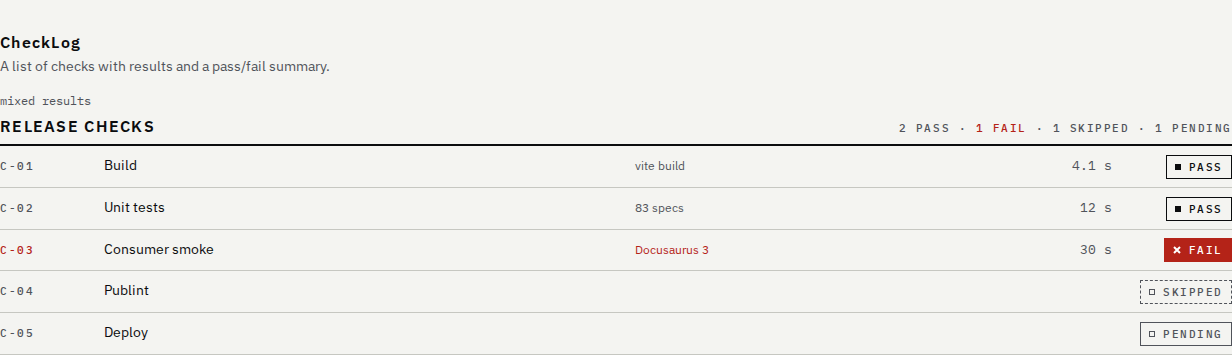 CheckLog
A list of checks with results and a pass/fail summary.
mixed results
RELEASE CHECKS 2 PASS · 1 FAIL · 1 SKIPPED · 1 PENDING
C-01 Build vite build 4.1 s PASS
C-02 Unit tests 83 specs 12 s PASS
C-03 Consumer smoke Docusaurus 3 30 s × FAIL
C-04 Publint SKIPPED
C-05 Deploy PENDING